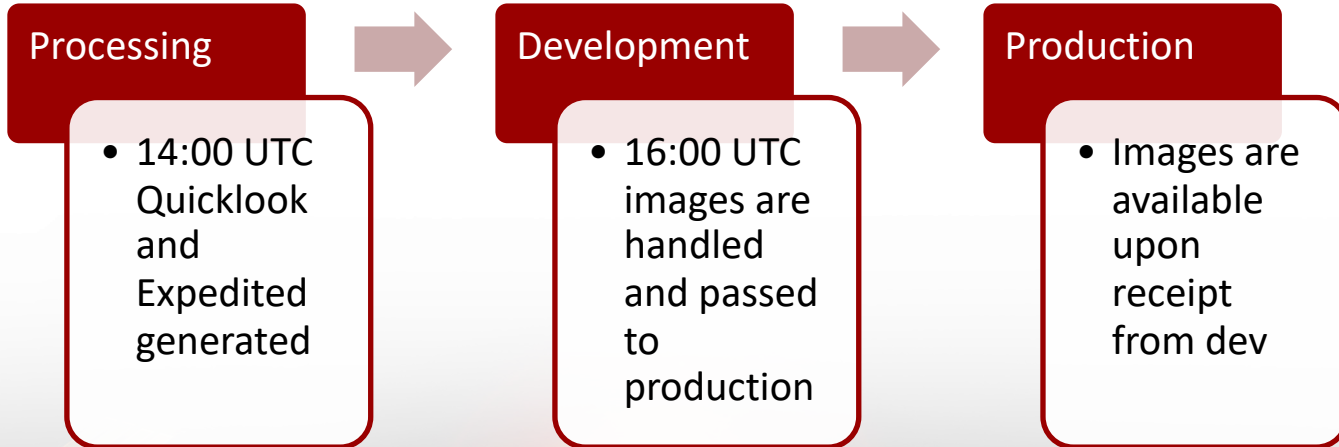 Processing
• 14:00 UTC
Quicklook
and
Expedited
generated
Development
• 16:00 UTC
images are
handled
and passed
to
production
Production
• Images are
available
upon
receipt
from dev